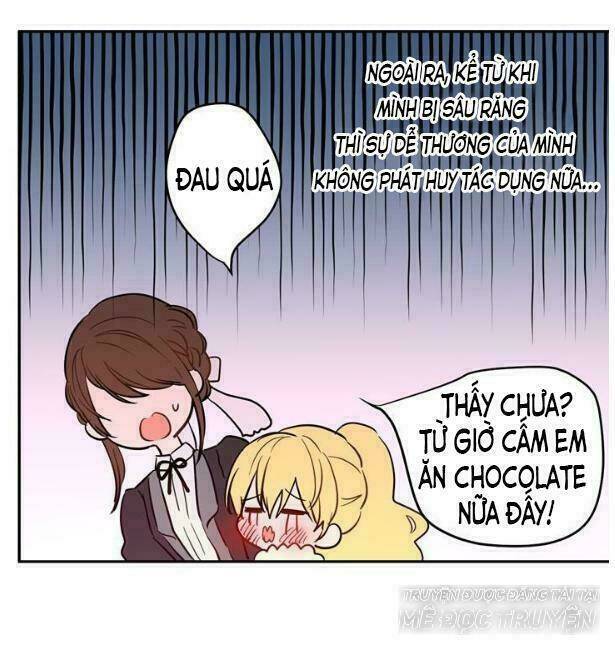 NGOÀI RA, KỂ TỪ KHI
MÌNH BỊ SÂU RĂNG
THÌ SỰ DỄ THƯƠNG CỦA MÌNH
KHÔNG PHÁT HUY TÁC DỤNG NỮA...
ĐAU QUÁ
THẤY CHƯA?
TỪ GIỜ CẤM EM
ĂN CHOCOLATE
NỮA ĐẤY!
TRUYỆN ĐƯỢC ĐĂNG TẢI TẠI
MÊ ĐỌC TRUYỆN